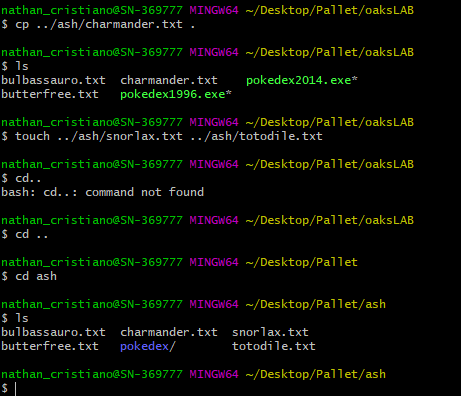 nathan_cristiano@SN-369777 MINGW64 ~/Desktop/Pallet/oaksLAB
$ cp ../ash/charmander.txt .
nathan_cristiano@SN-369777 MINGW64 ~/Desktop/Pallet/oaksLAB
$ ls
bulbassauro.txt  charmander.txt   pokedex2014.exe*
butterfree.txt   pokedex1996.exe*
nathan_cristiano@SN-369777 MINGW64 ~/Desktop/Pallet/oaksLAB
$ touch ../ash/snorlax.txt ../ash/totodile.txt
nathan_cristiano@SN-369777 MINGW64 ~/Desktop/Pallet/oaksLAB
$ cd..
bash: cd..: command not found
nathan_cristiano@SN-369777 MINGW64 ~/Desktop/Pallet/oaksLAB
$ cd ..
nathan_cristiano@SN-369777 MINGW64 ~/Desktop/Pallet
$ cd ash
nathan_cristiano@SN-369777 MINGW64 ~/Desktop/Pallet/ash
$ ls
bulbassauro.txt  charmander.txt  snorlax.txt
butterfree.txt   pokedex/        totodile.txt
nathan_cristiano@SN-369777 MINGW64 ~/Desktop/Pallet/ash
$